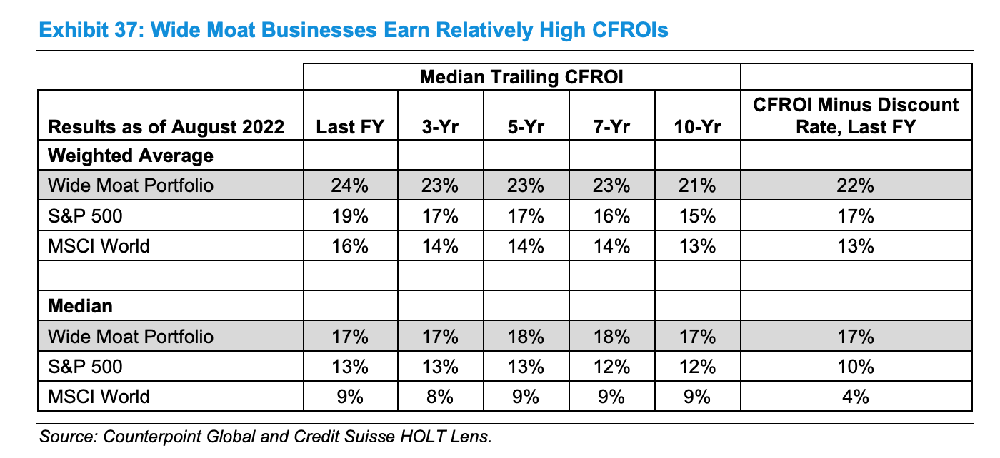 Exhibit 37: Wide Moat Businesses Earn Relatively High CFROIs
Median Trailing CFROI
Results as of August 2022 Last FY 3-Yr 5-Yr 7-Yr 10-Yr CFROI Minus Discount Rate, Last FY
Weighted Average
Wide Moat Portfolio 24% 23% 23% 23% 21% 22%
S&P 500 19% 17% 17% 16% 15% 17%
MSCI World 16% 14% 14% 14% 13% 13%
Median
Wide Moat Portfolio 17% 17% 18% 18% 17% 17%
S&P 500 13% 13% 13% 12% 12% 10%
MSCI World 9% 8% 9% 9% 9% 4%
Source: Counterpoint Global and Credit Suisse HOLT Lens.